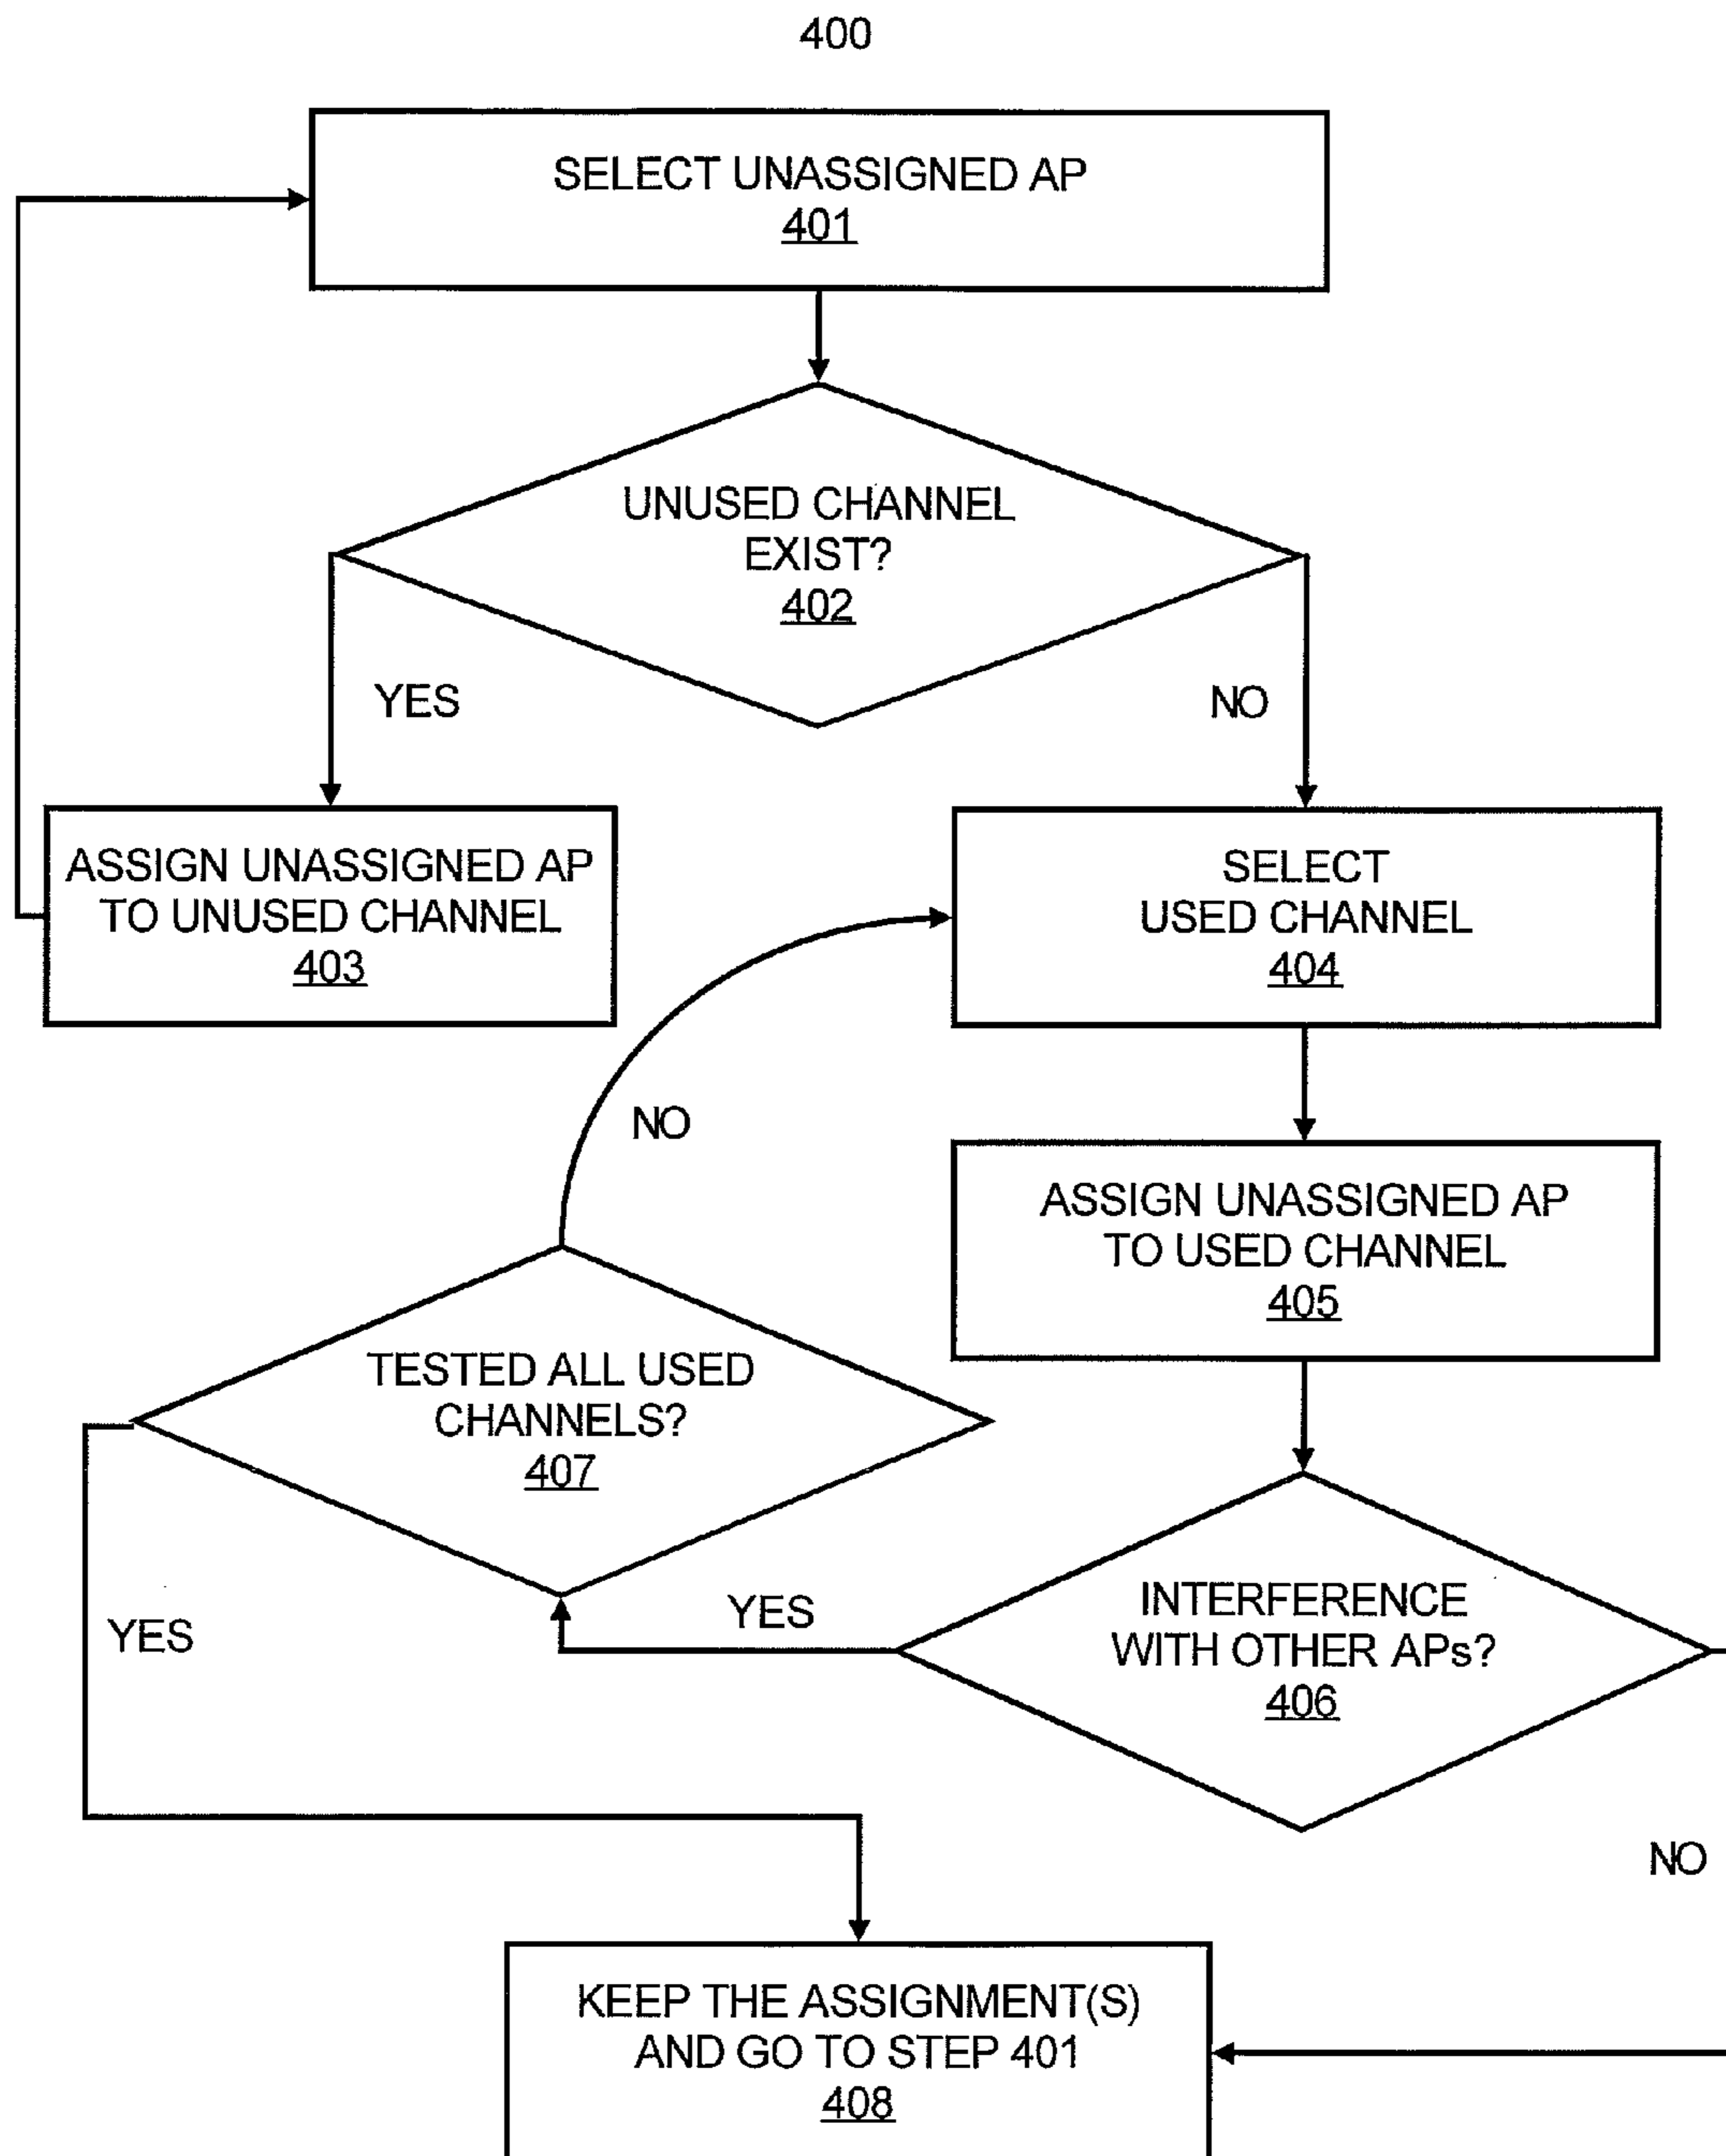 400
SELECT UNASSIGNED AP
401
UNUSED CHANNEL
EXIST?
402
YES
NO
ASSIGN UNASSIGNED AP
TO UNUSED CHANNEL
403
SELECT
USED CHANNEL
404
NO
ASSIGN UNASSIGNED AP
TO USED CHANNEL
405
TESTED ALL USED
CHANNELS?
407
YES
YES
INTERFERENCE
WITH OTHER APs?
406
NO
KEEP THE ASSIGNMENT(S)
AND GO TO STEP 401
408